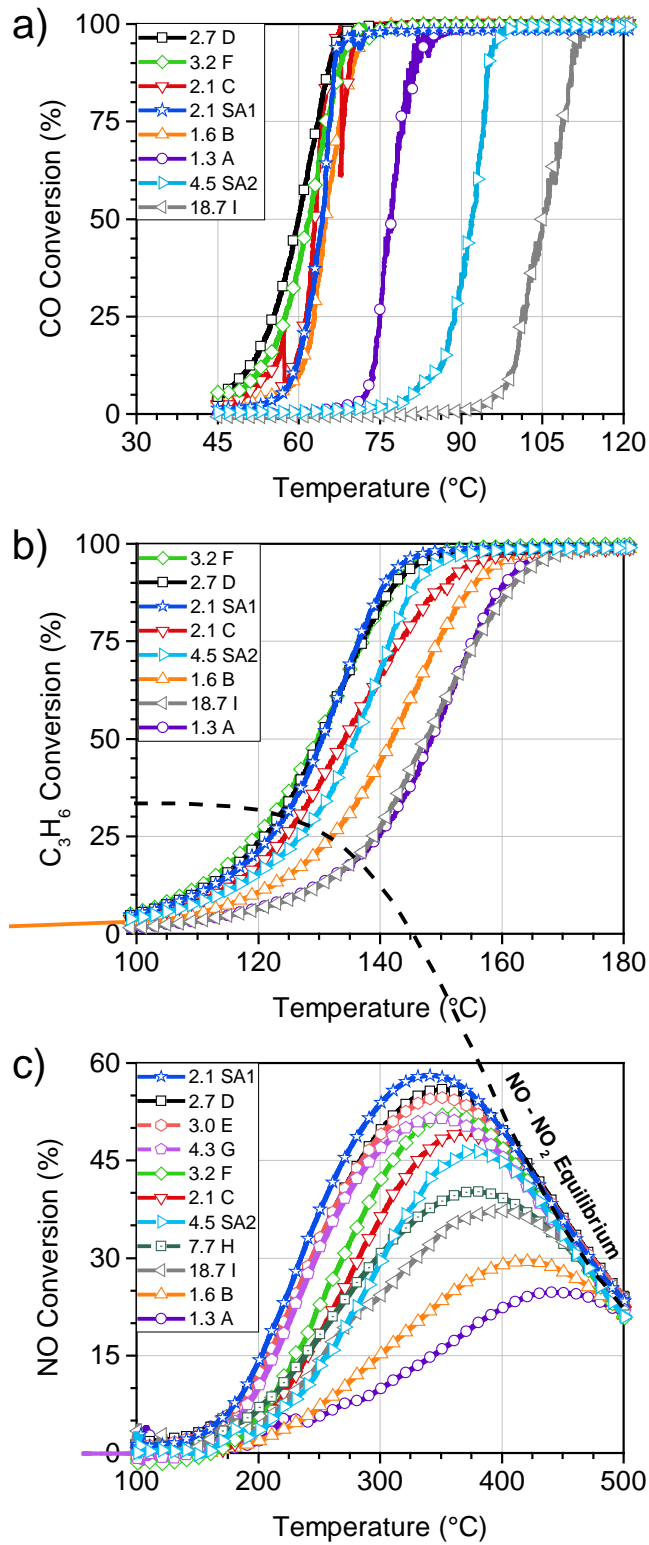 a)
100
75
50
25
0
CO Conversion (%)
2.7 D
3.2 F
2.1 C
2.1 SA1
1.6 B
1.3 A
4.5 SA2
18.7 I
30 45 60 75 90 105 120
Temperature (°C)
b)
100
75
50
25
0
C₃H₆ Conversion (%)
3.2 F
2.7 D
2.1 SA1
2.1 C
4.5 SA2
1.6 B
18.7 I
1.3 A
100 120 140 160 180
Temperature (°C)
c)
60
45
30
15
0
NO Conversion (%)
2.1 SA1
2.7 D
3.0 E
4.3 G
3.2 F
2.1 C
4.5 SA2
7.7 H
18.7 I
1.6 B
1.3 A
NO - NO₂ Equilibrium
100 200 300 400 500
Temperature (°C)